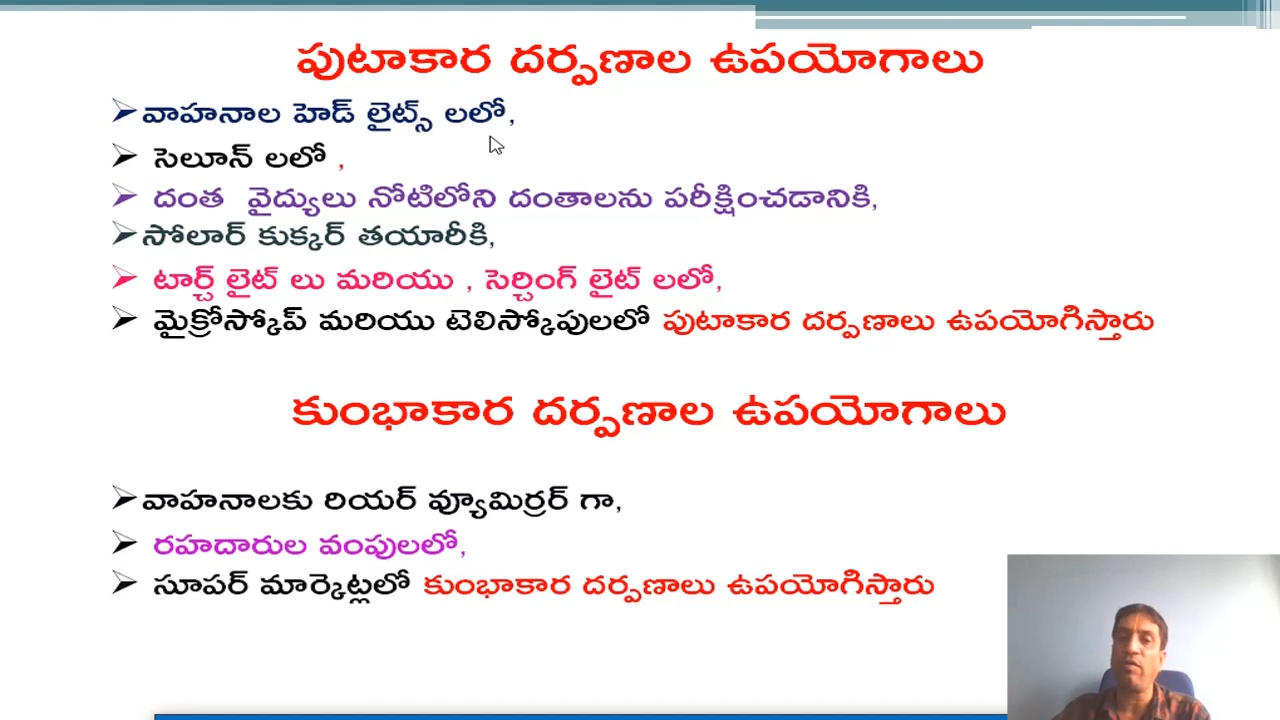 పుటాకార దర్పణాల ఉపయోగాలు
వాహనాల హెడ్ లైట్స్ లలో,
సెలూన్ లలో ,
దంత వైద్యులు నోటిలోని దంతాలను పరీక్షించడానికి,
సోలార్ కుక్కర్ తయారీకి,
టార్చ్ లైట్ లు మరియు , సెర్చింగ్ లైట్ లలో,
మైక్రోస్కోప్ మరియు టెలిస్కోపులలో పుటాకార దర్పణాలు ఉపయోగిస్తారు
కుంభాకార దర్పణాల ఉపయోగాలు
వాహనాలకు రియర్ వ్యూమిర్రర్ గా,
రహదారుల వంపులలో,
సూపర్ మార్కెట్లలో కుంభాకార దర్పణాలు ఉపయోగిస్తారు